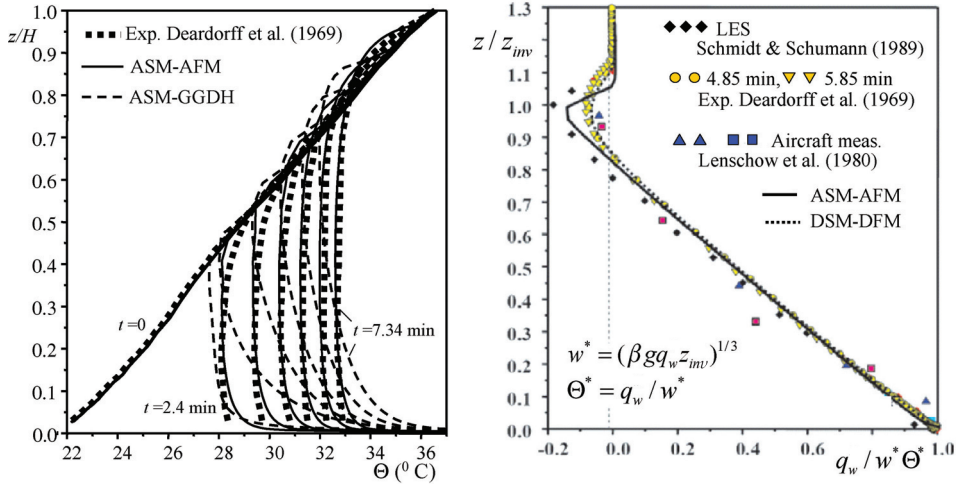 z/H
1.0
0.9
0.8
0.7
0.6
0.5
0.4
0.3
0.2
0.1
0.0
Exp. Deardorff et al. (1969)
ASM-AFM
ASM-GGDH
t=0
t=7.34 min
t=2.4 min
22 24 26 28 30 32 34 36
Θ (⁰ C)
z / z_inv
1.3
1.2
1.1
1.0
0.9
0.8
0.7
0.6
0.5
0.4
0.3
0.2
0.1
0.0
LES
Schmidt & Schumann (1989)
4.85 min, 5.85 min
Exp. Deardorff et al. (1969)
Aircraft meas.
Lenschow et al. (1980)
ASM-AFM
DSM-DFM
w* = (β g q_w z_inv)^1/3
Θ* = q_w / w*
-0.2 0.0 0.2 0.4 0.6 0.8 1.0
q_w / w* Θ*